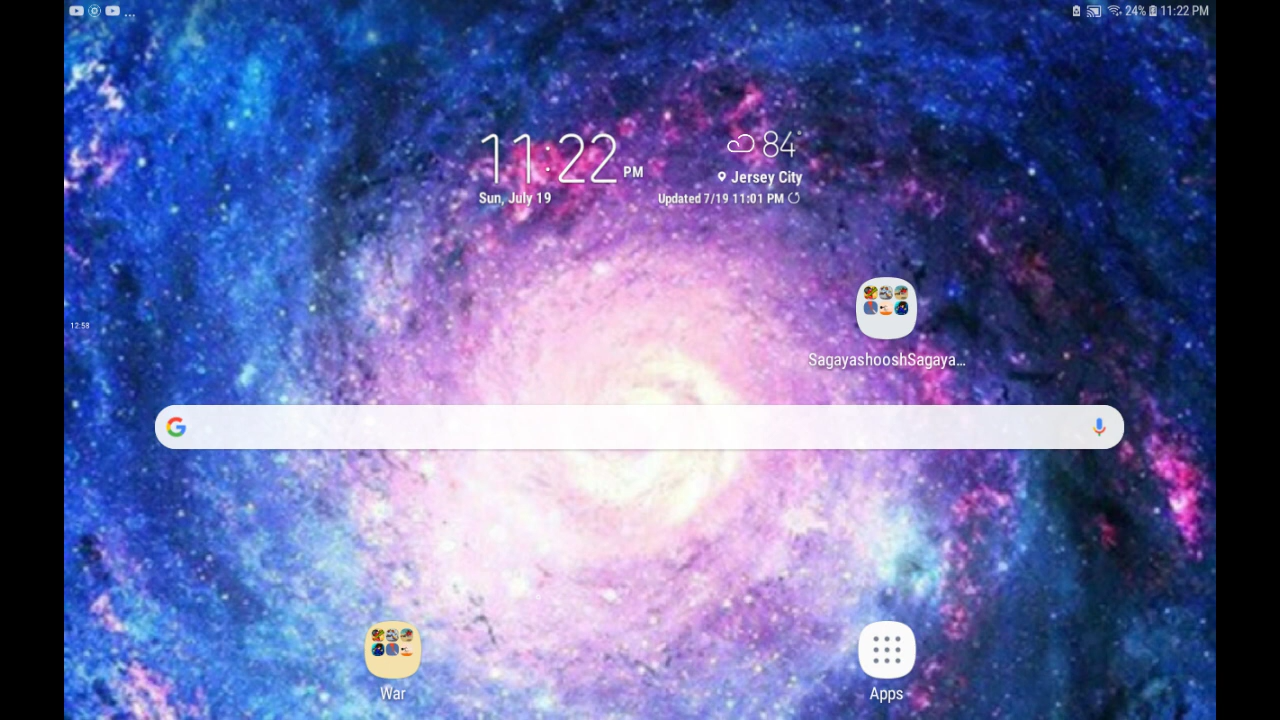 ...
24% 11:22 PM
11:22 PM
Sun, July 19
84°
Jersey City
Updated 7/19 11:01 PM
12:58
SagayashooshSagaya...
G
War
Apps